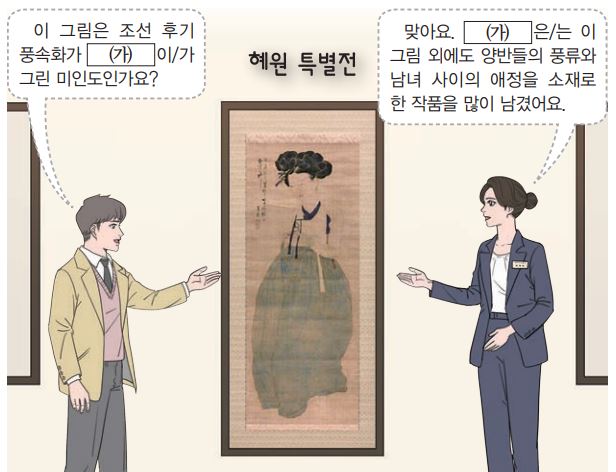 이 그림은 조선 후기
풍속화가 (가) 이/가
그린 미인도인가요?
혜원 특별전
맞아요. (가) 은/는 이
그림 외에도 양반들의 풍류와
남녀 사이의 애정을 소재로
한 작품을 많이 남겼어요.